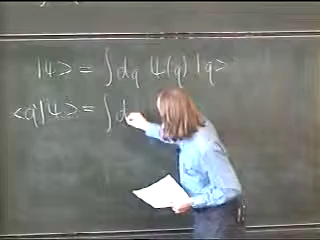 |ψ> = ∫ dq ψ(q) |q>
<q|ψ> = ∫ d